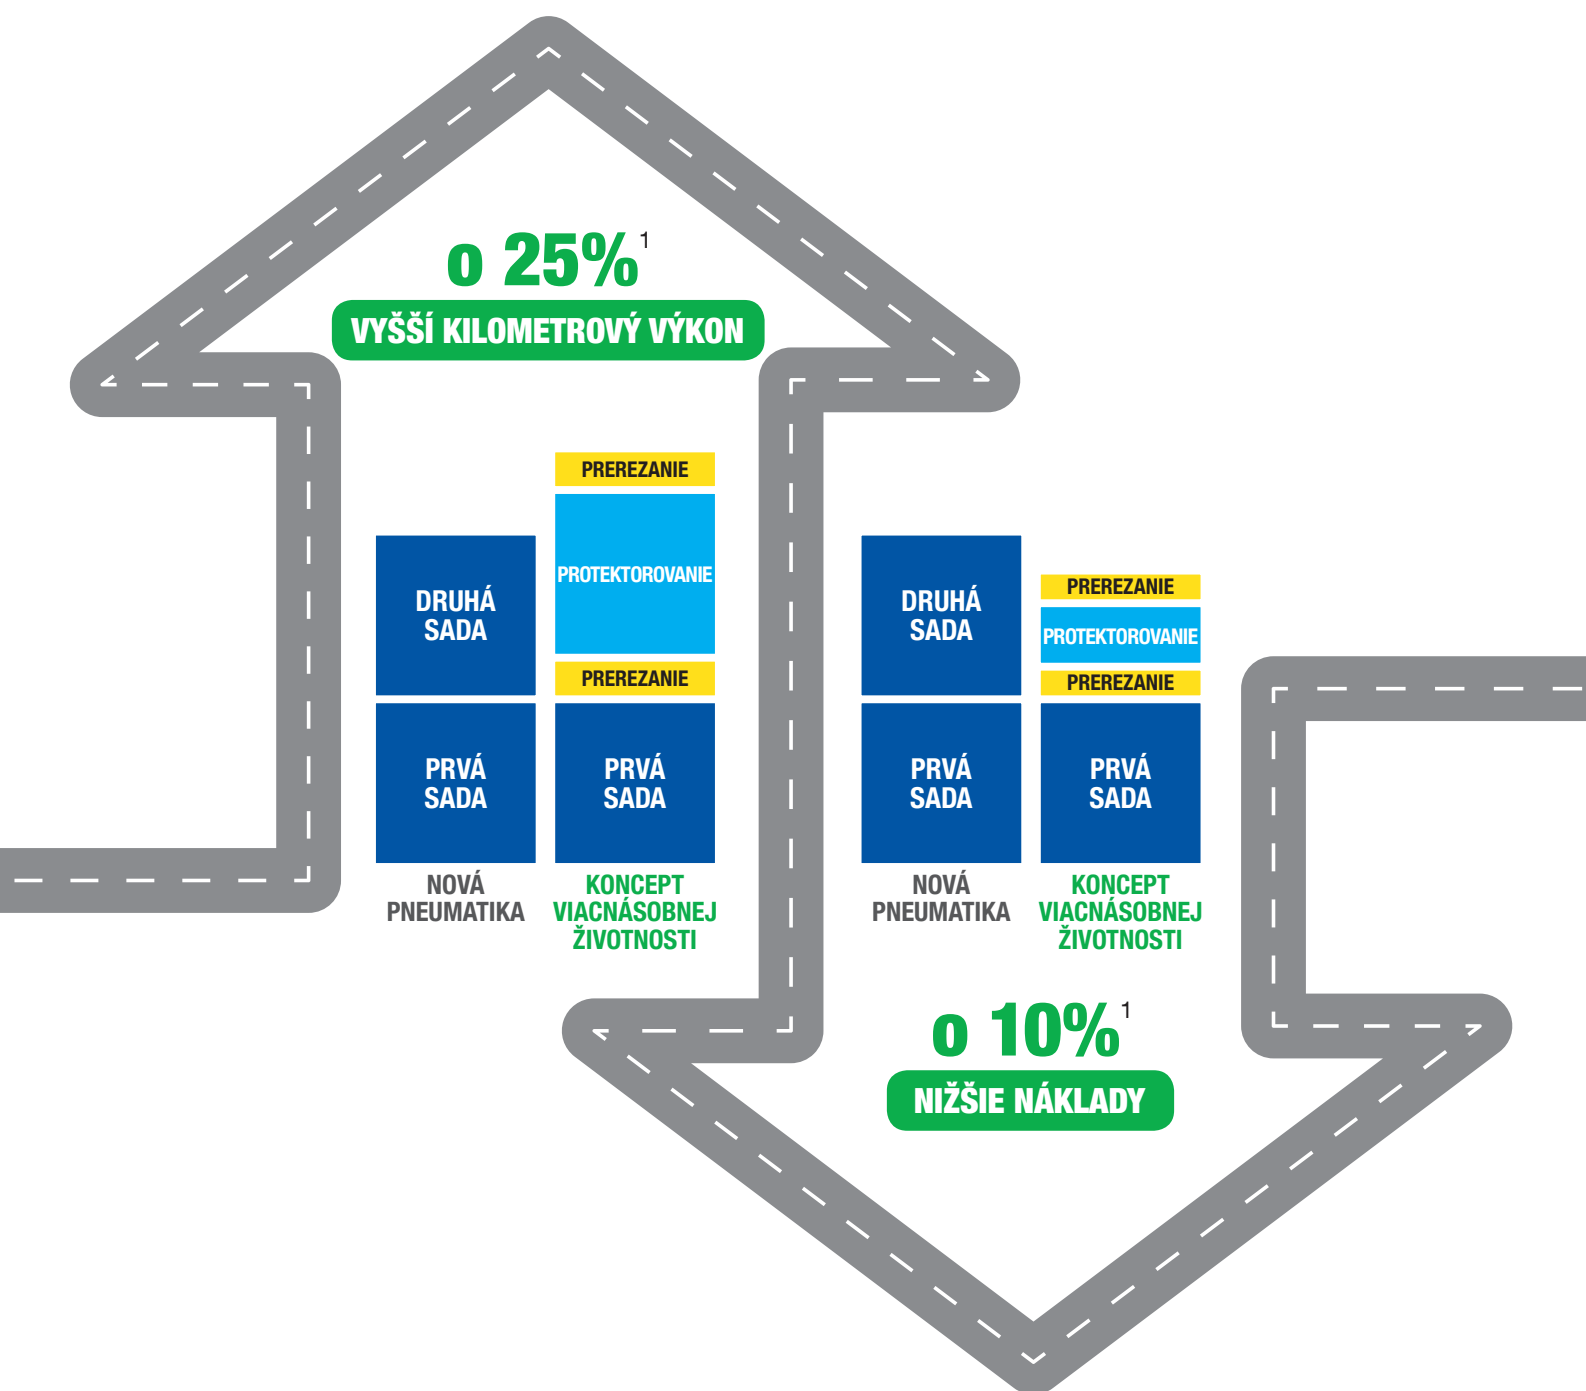 o 25%¹
VYŠŠÍ KILOMETROVÝ VÝKON
DRUHÁ
SADA
PRVÁ
SADA
NOVÁ
PNEUMATIKA
PREREZANIE
PROTEKTOROVANIE
PREREZANIE
PRVÁ
SADA
KONCEPT
VIACNÁSOBNEJ
ŽIVOTNOSTI
DRUHÁ
SADA
PRVÁ
SADA
NOVÁ
PNEUMATIKA
PREREZANIE
PROTEKTOROVANIE
PREREZANIE
PRVÁ
SADA
KONCEPT
VIACNÁSOBNEJ
ŽIVOTNOSTI
o 10%¹
NIŽŠIE NÁKLADY